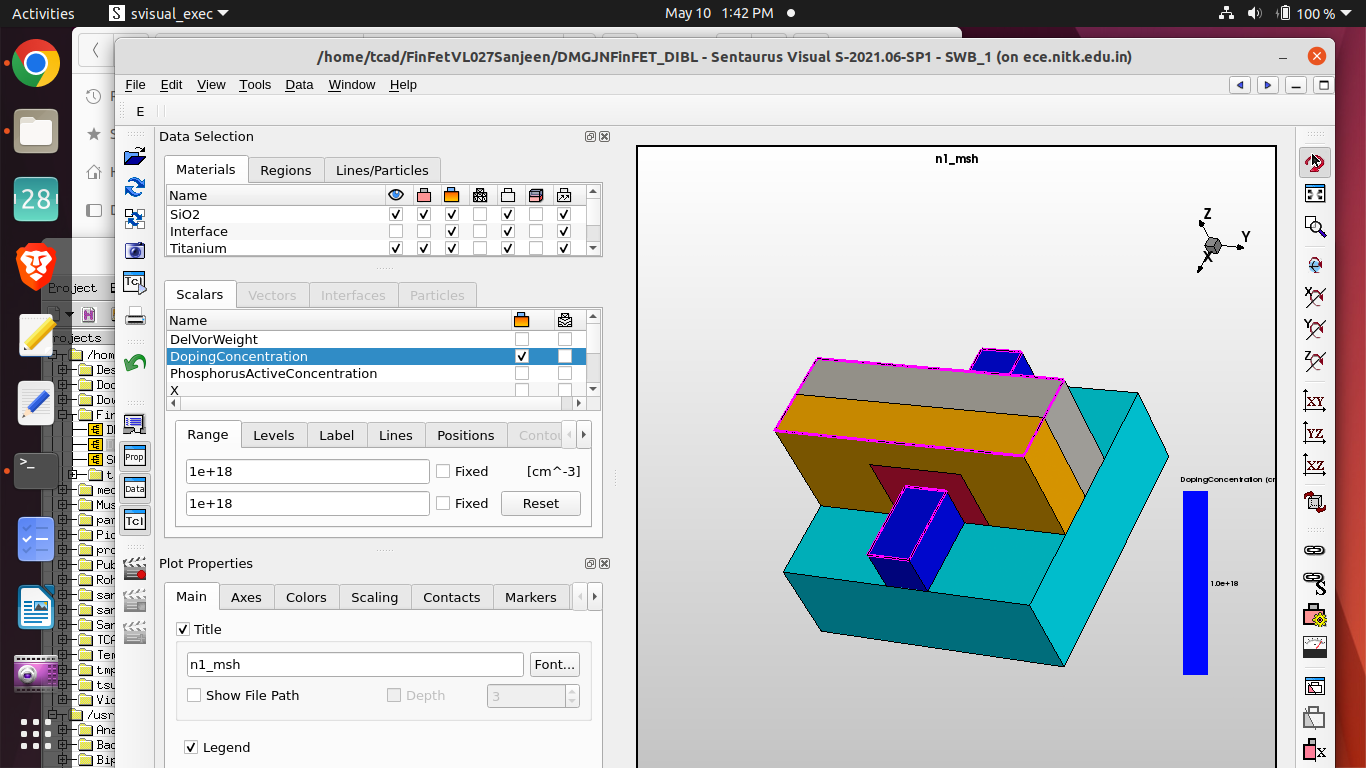 Activities svisual_exec May 10 1:42 PM 100 %
/home/tcad/FinFetVL027Sanjeen/DMGJNFinFET_DIBL - Sentaurus Visual S-2021.06-SP1 - SWB_1 (on ece.nitk.edu.in)
File Edit View Tools Data Window Help
E
Data Selection
Materials Regions Lines/Particles
Name
SiO2
Interface
Titanium
Scalars Vectors Interfaces Particles
Name
DelVorWeight
DopingConcentration
PhosphorusActiveConcentration
X
Range Levels Label Lines Positions Contou
1e+18 Fixed [cm^-3]
1e+18 Fixed Reset
Plot Properties
Main Axes Colors Scaling Contacts Markers
Title
n1_msh Font...
Show File Path Depth 3
Legend
n1_msh
Z
Y
X
DopingConcentration (cr
1.0e+18
28
Tcl
Prop
Data
Tcl
X
Y
Z
XY
YZ
XZ
S
X
Project E
rojects
/hom
Des
Doc
Dow
Fin
D
S
t
med
Mus
par
Pic
pro
Pub
Roh
san
sar
San
TCA
Tem
tmp
tsu
Vid
/usr
Ana
Bac
Bip